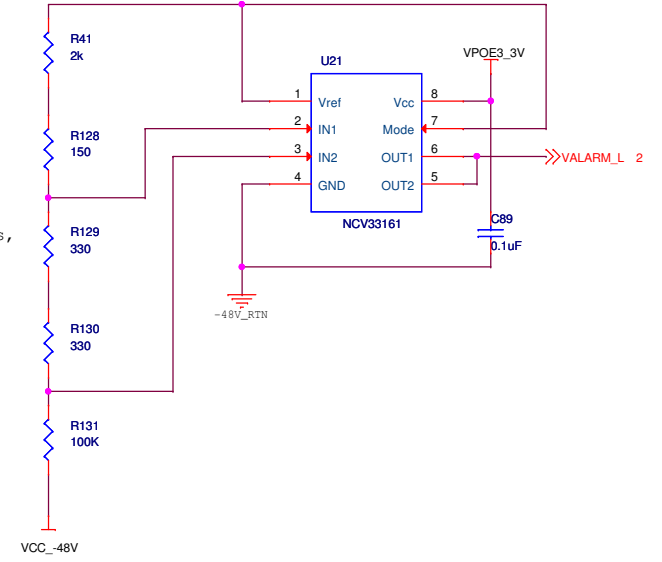 R41
2k
VPOE3_3V
U21
1
Vref
Vcc
8
2
IN1
Mode
7
R128
150
3
IN2
OUT1
6
VALARM_L 2
4
GND
OUT2
5
NCV33161
C89
0.1uF
s,
R129
330
-48V_RTN
R130
330
R131
100K
VCC_-48V